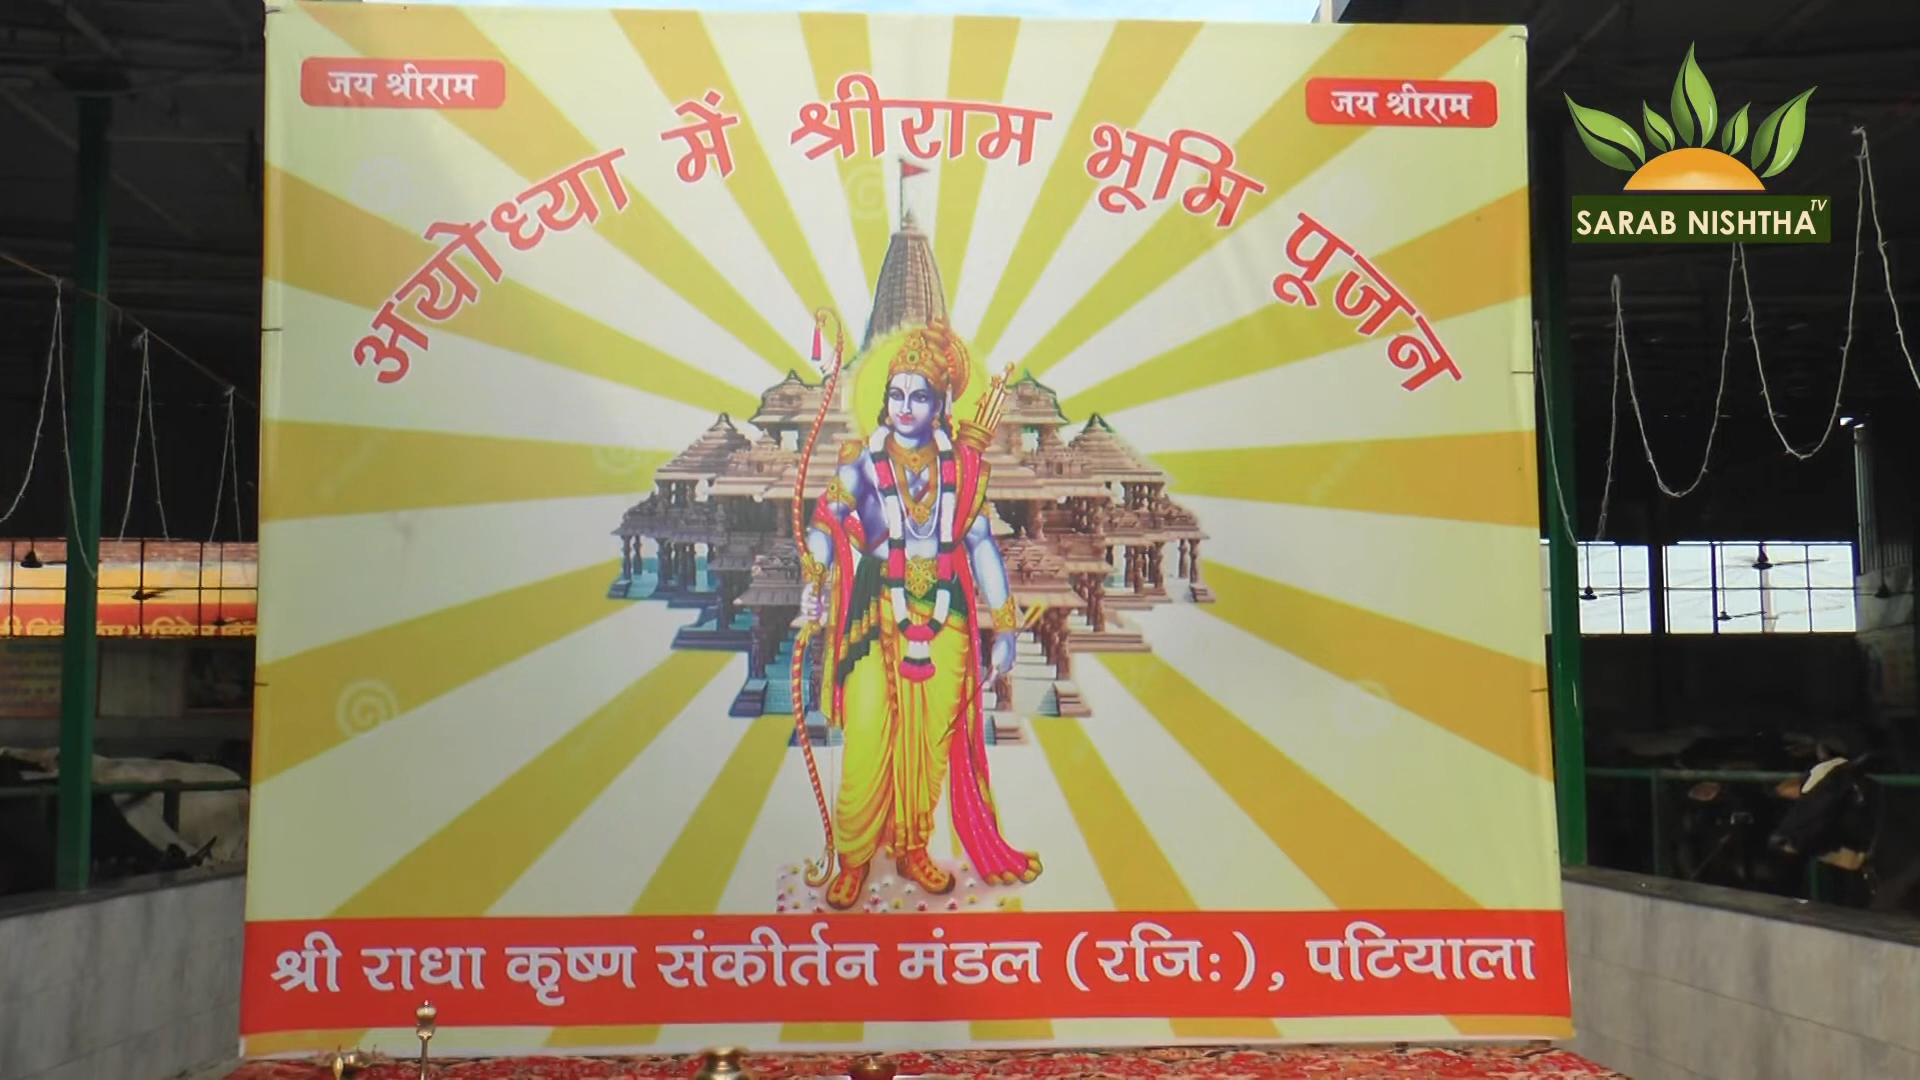 जय श्रीराम
जय श्रीराम
अयोध्या में श्रीराम भूमि पूजन
SARAB NISHTHA TV
श्री राधा कृष्ण संकीर्तन मंडल (रजिः), पटियाला